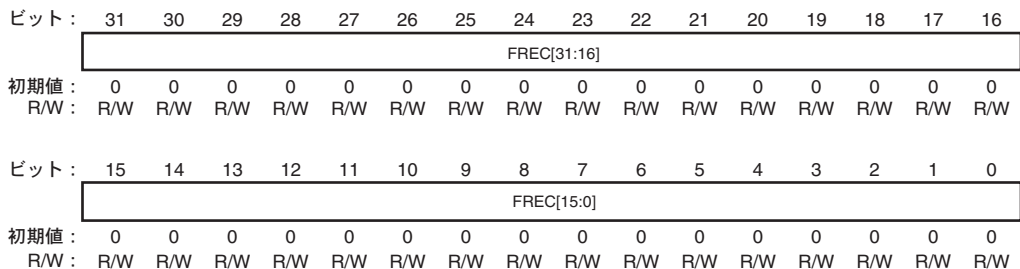 ビット： 31 30 29 28 27 26 25 24 23 22 21 20 19 18 17 16
FREC[31:16]
初期値： 0 0 0 0 0 0 0 0 0 0 0 0 0 0 0 0
R/W： R/W R/W R/W R/W R/W R/W R/W R/W R/W R/W R/W R/W R/W R/W R/W R/W
ビット： 15 14 13 12 11 10 9 8 7 6 5 4 3 2 1 0
FREC[15:0]
初期値： 0 0 0 0 0 0 0 0 0 0 0 0 0 0 0 0
R/W： R/W R/W R/W R/W R/W R/W R/W R/W R/W R/W R/W R/W R/W R/W R/W R/W